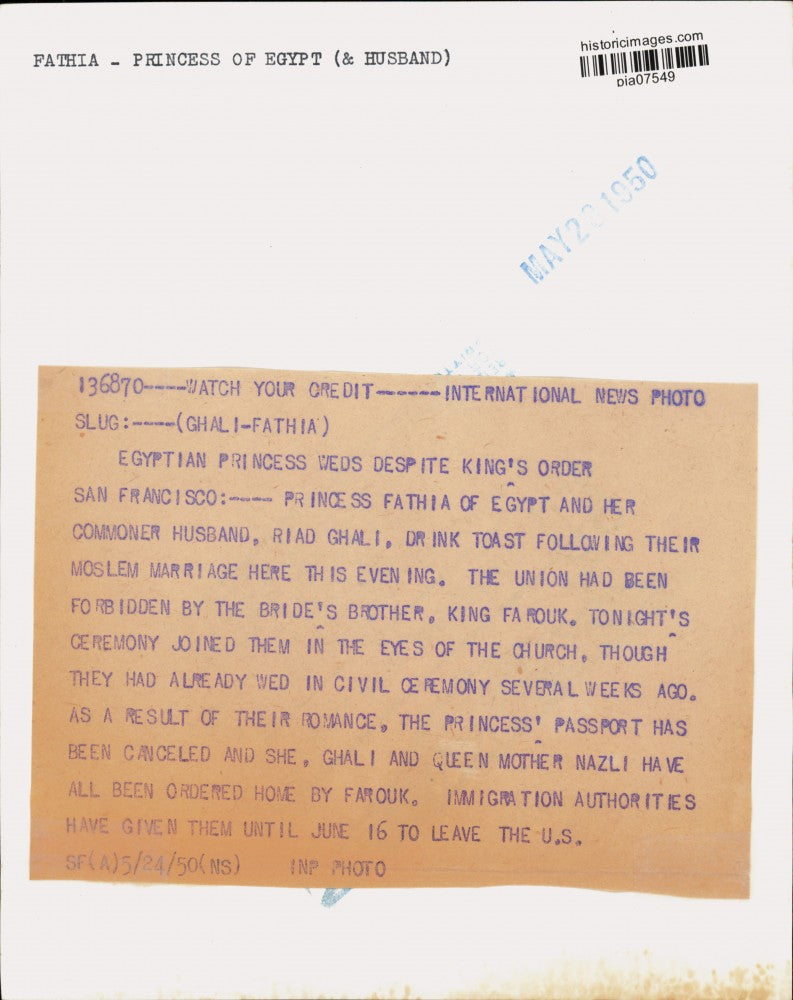 FATHIA - PRINCESS OF EGYPT (& HUSBAND)
historicimages.com
pia07549
MAY 2 1950
136870----WATCH YOUR CREDIT------INTERNATIONAL NEWS PHOTO
SLUG:----(GHALI-FATHIA)
EGYPTIAN PRINCESS WEDS DESPITE KING'S ORDER
SAN FRANCISCO:---- PRINCESS FATHIA OF EGYPT AND HER
COMMONER HUSBAND, RIAD GHALI, DRINK TOAST FOLLOWING THEIR
MOSLEM MARRIAGE HERE THIS EVENING. THE UNION HAD BEEN
FORBIDDEN BY THE BRIDE'S BROTHER, KING FAROUK. TONIGHT'S
CEREMONY JOINED THEM IN THE EYES OF THE CHURCH, THOUGH
THEY HAD ALREADY WED IN CIVIL CEREMONY SEVERAL WEEKS AGO.
AS A RESULT OF THEIR ROMANCE, THE PRINCESS' PASSPORT HAS
BEEN CANCELED AND SHE, GHALI AND QUEEN MOTHER NAZLI HAVE
ALL BEEN ORDERED HOME BY FAROUK. IMMIGRATION AUTHORITIES
HAVE GIVEN THEM UNTIL JUNE 16 TO LEAVE THE U.S.
SF(A)5/24/50(NS) INP PHOTO